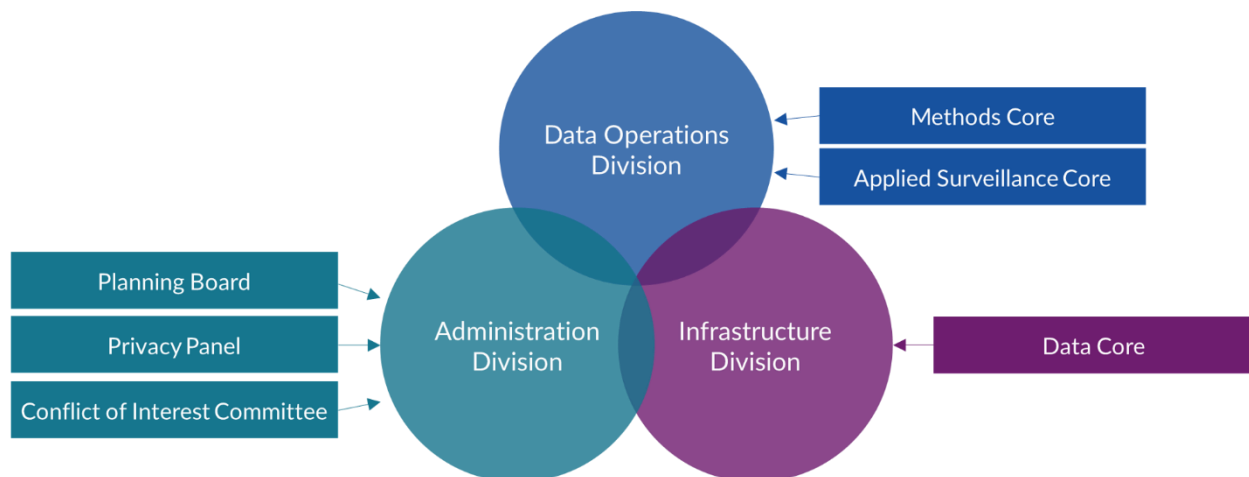 Data Operations
Division
Methods Core
Applied Surveillance Core
Planning Board
Privacy Panel
Conflict of Interest Committee
Administration
Division
Infrastructure
Division
Data Core